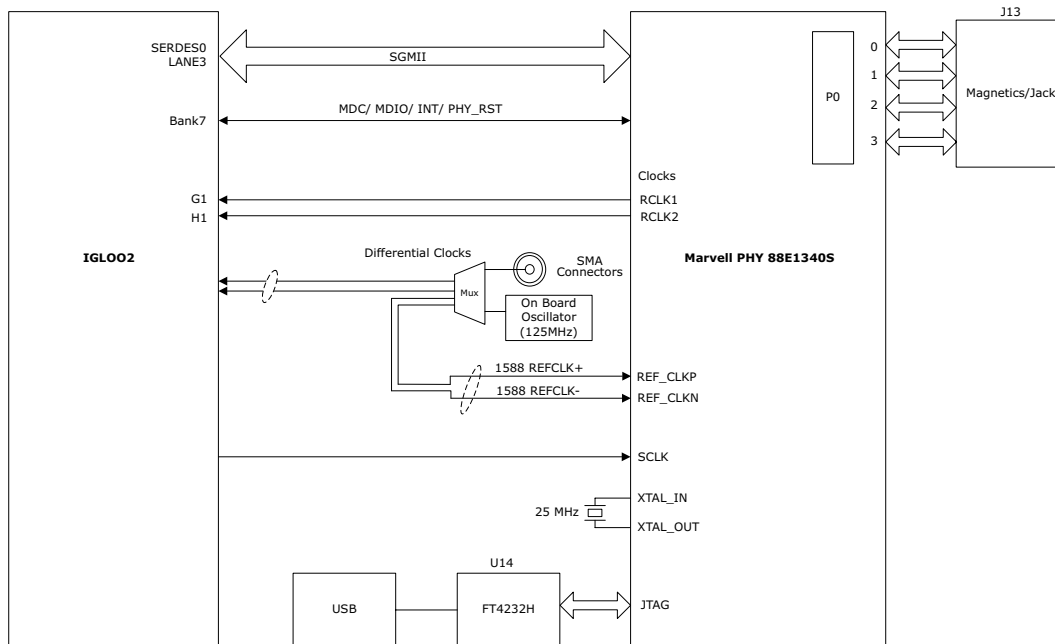 J13
SERDES0
LANE3
SGMII
0
1
2
3
P0
Magnetics/Jack
Bank7
MDC/ MDIO/ INT/ PHY_RST
Clocks
G1
RCLK1
H1
RCLK2
IGLOO2
Differential Clocks
SMA
Connectors
Marvell PHY 88E1340S
Mux
On Board
Oscillator
(125MHz)
1588 REFCLK+
REF_CLKP
1588 REFCLK-
REF_CLKN
SCLK
XTAL_IN
25 MHz
XTAL_OUT
U14
USB
FT4232H
JTAG